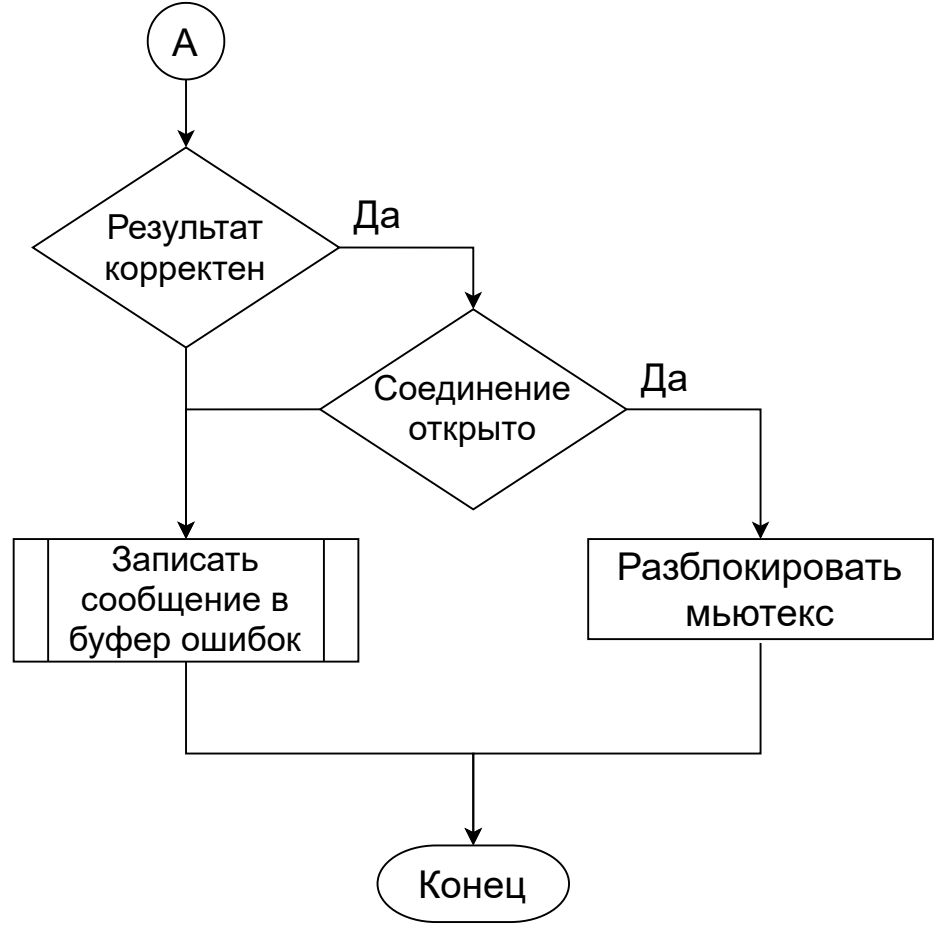 А
Результат
корректен
Да
Соединение
открыто
Да
Записать
сообщение в
буфер ошибок
Разблокировать
мьютекс
Конец